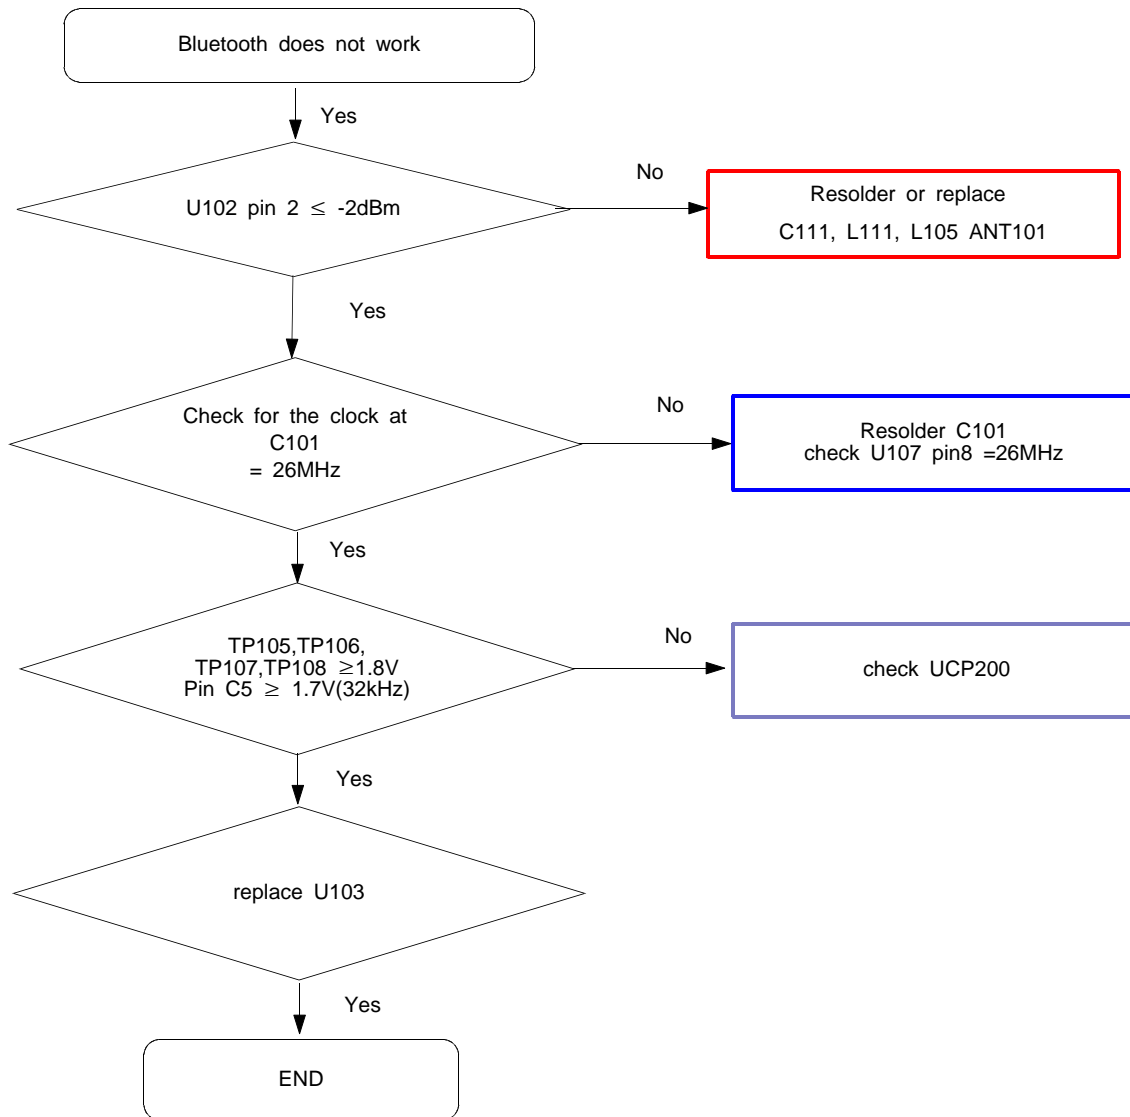 Bluetooth does not work
Yes
U102 pin 2 ≤ -2dBm
No
Resolder or replace
C111, L111, L105 ANT101
Yes
Check for the clock at
C101
= 26MHz
No
Resolder C101
check U107 pin8 =26MHz
Yes
TP105,TP106,
TP107,TP108 ≥1.8V
Pin C5 ≥ 1.7V(32kHz)
No
check UCP200
Yes
replace U103
Yes
END